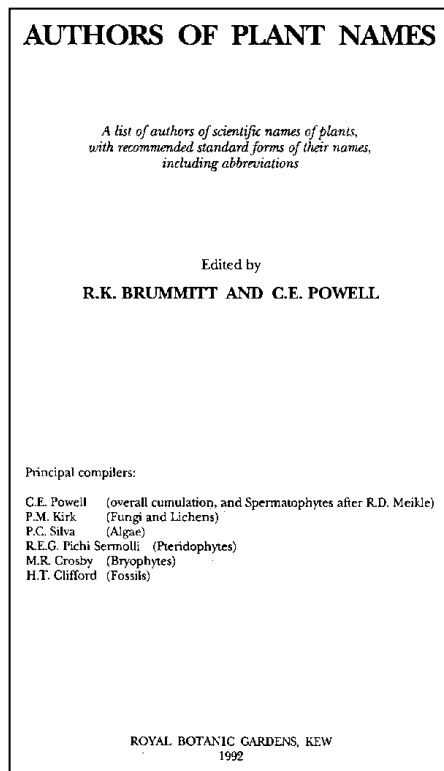 AUTHORS OF PLANT NAMES
A list of authors of scientific names of plants,
with recommended standard forms of their names,
including abbreviations
Edited by
R.K. BRUMMITT AND C.E. POWELL
Principal compilers:
C.E. Powell (overall cumulation, and Spermatophytes after R.D. Meikle)
P.M. Kirk (Fungi and Lichens)
P.C. Silva (Algae)
R.E.G. Pichi Sermolli (Pteridophytes)
M.R. Crosby (Bryophytes)
H.T. Clifford (Fossils)
ROYAL BOTANIC GARDENS, KEW
1992